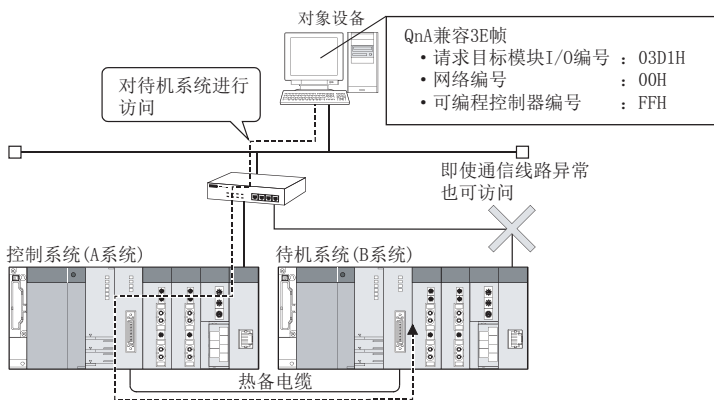 对象设备
QnA兼容3E帧
・请求目标模块I/O编号 : 03D1H
・网络编号 : 00H
・可编程控制器编号 : FFH
对待机系统进行
访问
即使通信线路异常
也可访问
控制系统(A系统)
待机系统(B系统)
热备电缆